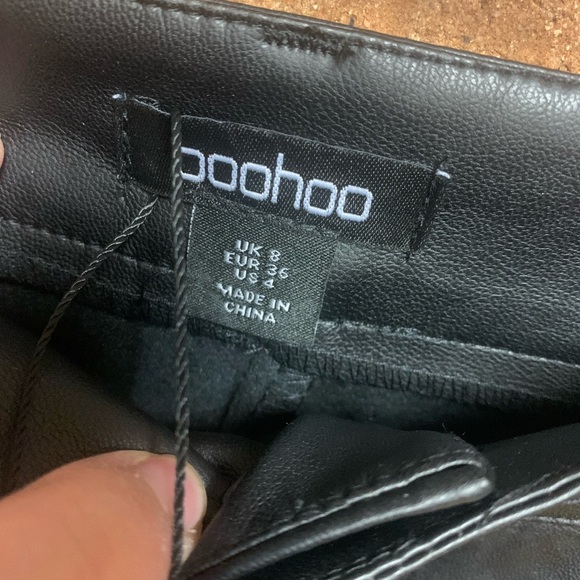 boohoo
UK 8
EUR 36
US 4
MADE IN
CHINA